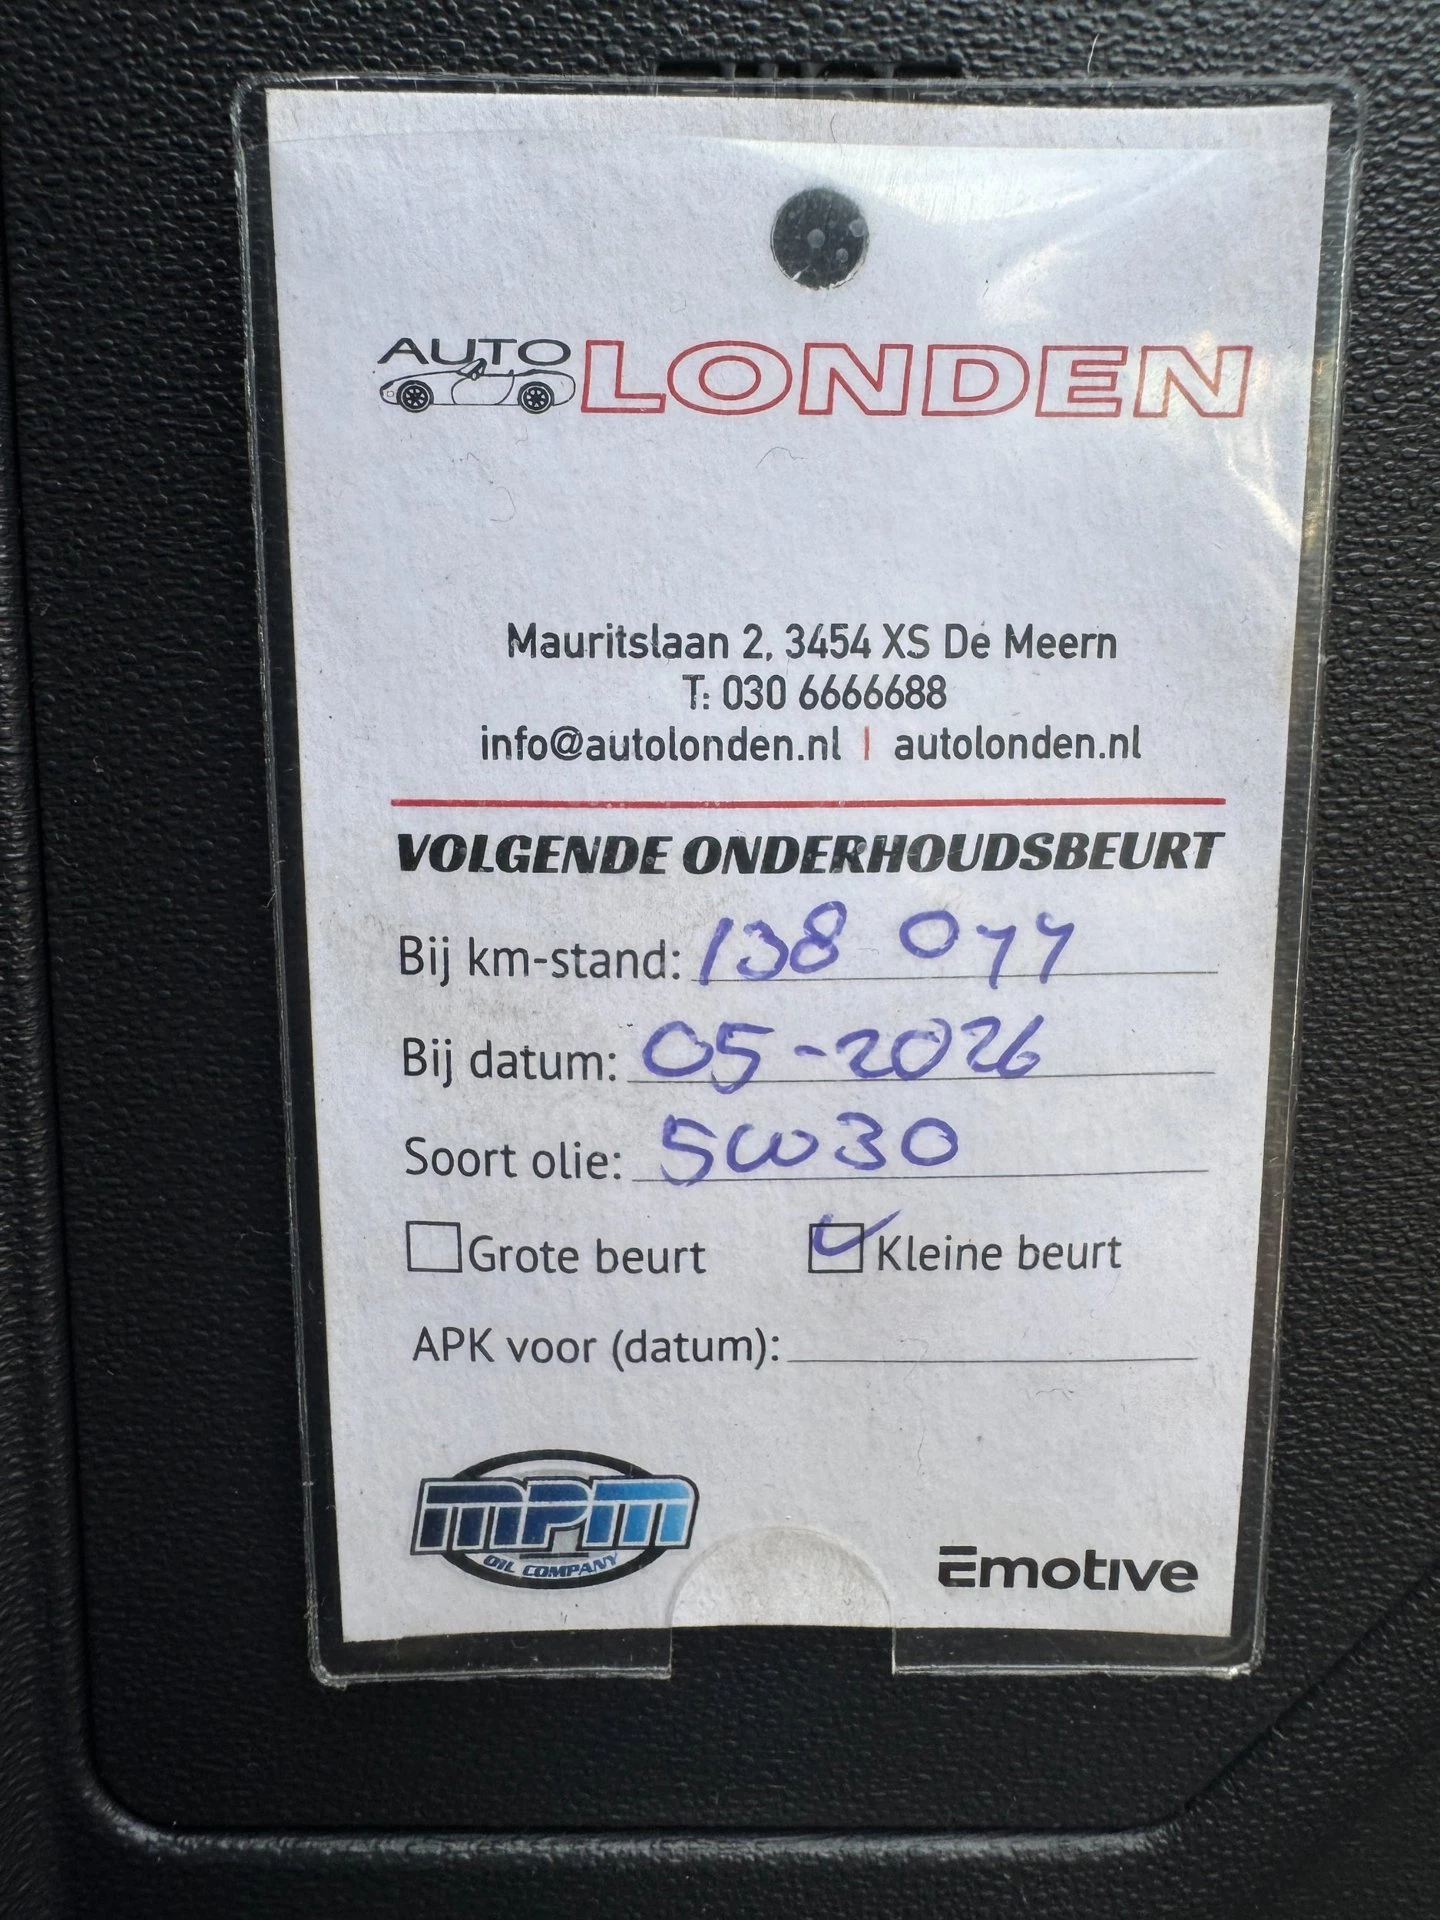 AUTO LONDEN
Mauritslaan 2, 3454 XS De Meern
T: 030 6666688
info@autolonden.nl | autolonden.nl
VOLGENDE ONDERHOUDSBEURT
Bij km-stand: 138 044
Bij datum: 05-2026
Soort olie: 5W30
Grote beurt Kleine beurt
APK voor (datum):
MPM
OIL COMPANY
Emotive